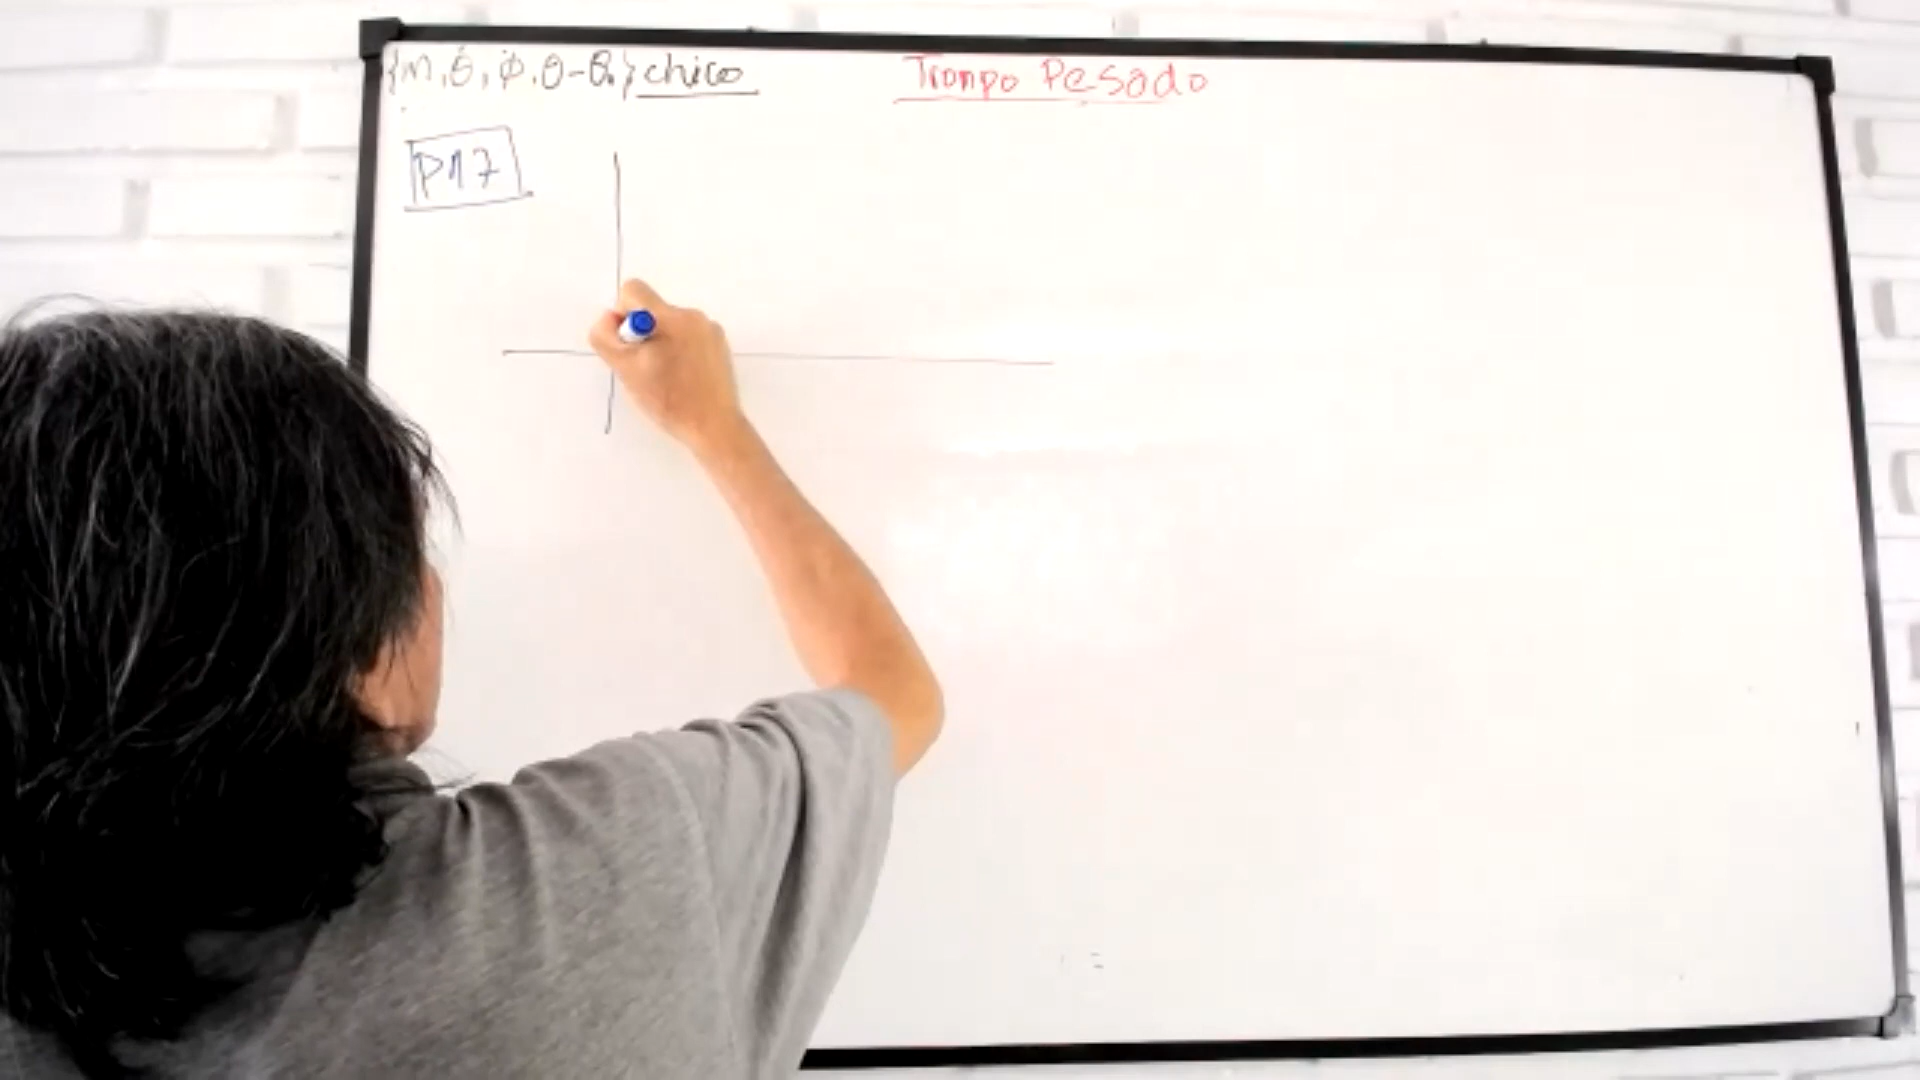 {m, θ̇, φ̇, θ-θ₀} chico
Trompo Pesado
P17